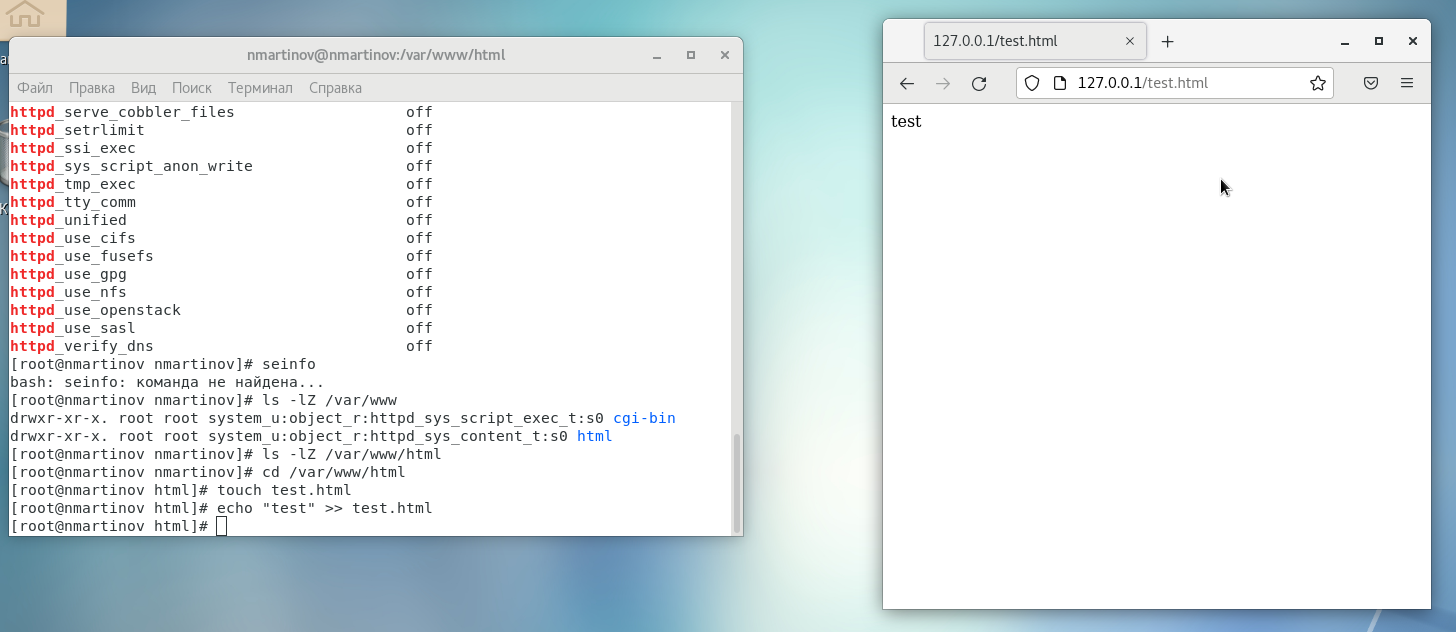 nmartinov@nmartinov:/var/www/html
Файл Правка Вид Поиск Терминал Справка
httpd_serve_cobbler_files off
httpd_setrlimit off
httpd_ssi_exec off
httpd_sys_script_anon_write off
httpd_tmp_exec off
httpd_tty_comm off
httpd_unified off
httpd_use_cifs off
httpd_use_fusefs off
httpd_use_gpg off
httpd_use_nfs off
httpd_use_openstack off
httpd_use_sasl off
httpd_verify_dns off
[root@nmartinov nmartinov]# seinfo
bash: seinfo: команда не найдена...
[root@nmartinov nmartinov]# ls -lZ /var/www
drwxr-xr-x. root root system_u:object_r:httpd_sys_script_exec_t:s0 cgi-bin
drwxr-xr-x. root root system_u:object_r:httpd_sys_content_t:s0 html
[root@nmartinov nmartinov]# ls -lZ /var/www/html
[root@nmartinov nmartinov]# cd /var/www/html
[root@nmartinov html]# touch test.html
[root@nmartinov html]# echo "test" >> test.html
[root@nmartinov html]#
127.0.0.1/test.html
127.0.0.1/test.html
test